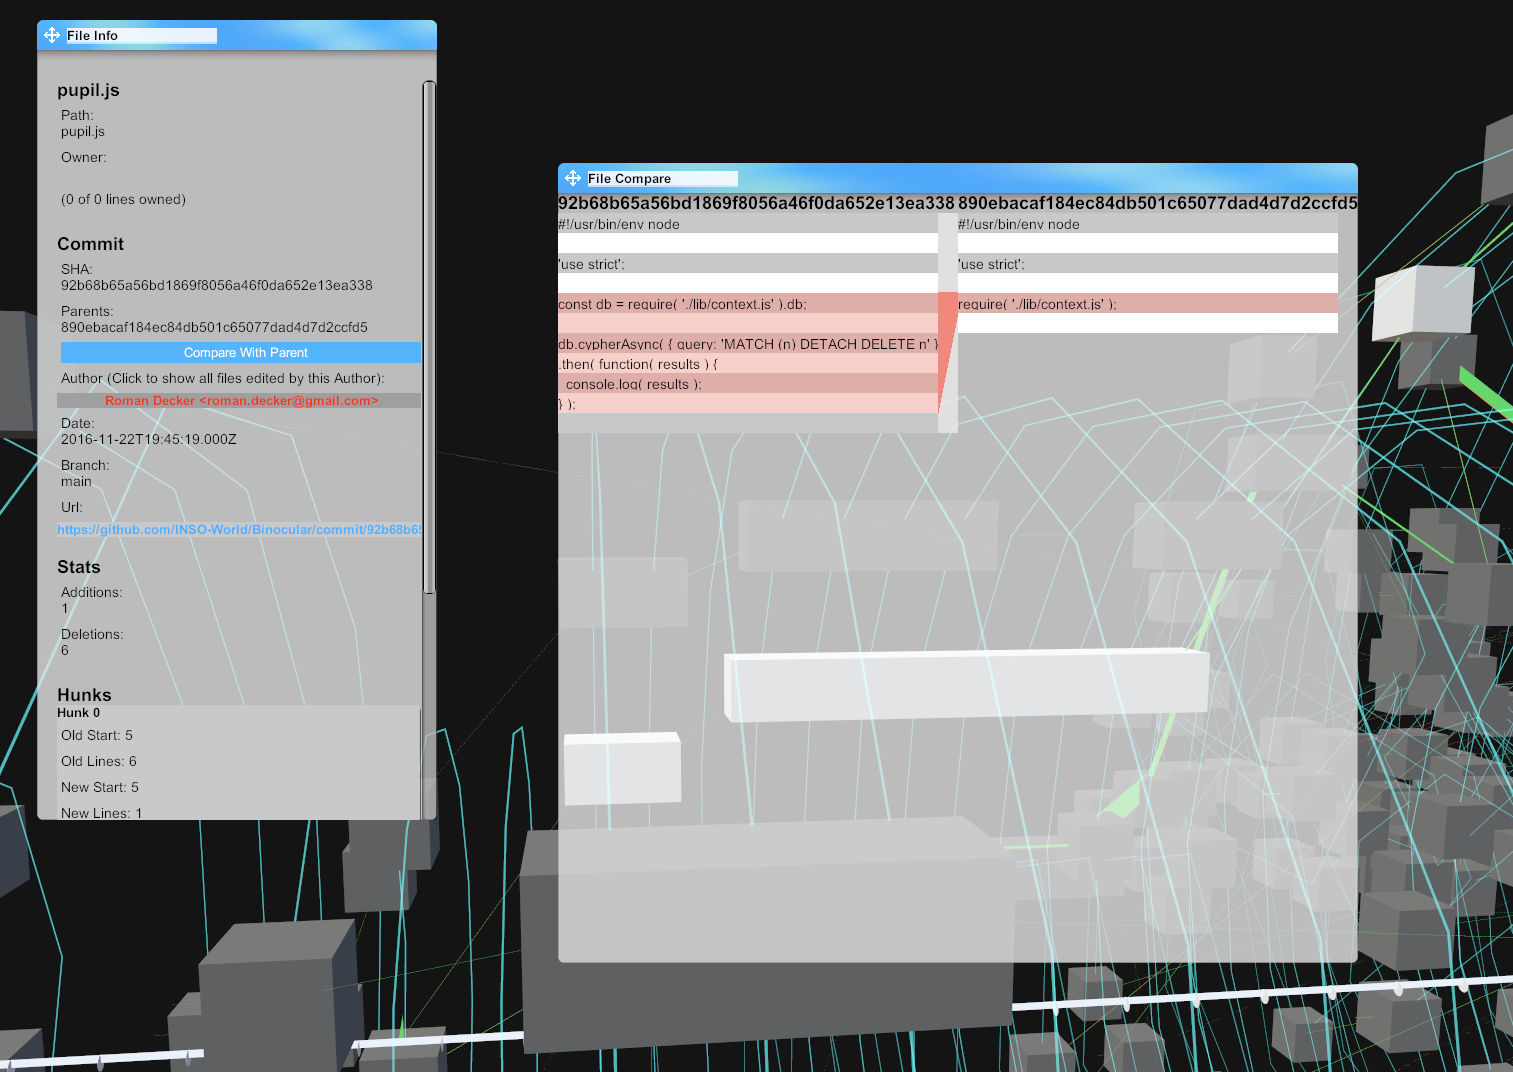 File Info
pupil.js
Path:
pupil.js
Owner:
(0 of 0 lines owned)
Commit
SHA:
92b68b65a56bd1869f8056a46f0da652e13ea338
Parents:
890ebacaf184ec84db501c65077dad4d7d2ccfd5
Compare With Parent
Author (Click to show all files edited by this Author):
Roman Decker <roman.decker@gmail.com>
Date:
2016-11-22T19:45:19.000Z
Branch:
main
Url:
https://github.com/INSO-World/Binocular/commit/92b68b65
Stats
Additions:
1
Deletions:
6
Hunks
Hunk 0
Old Start: 5
Old Lines: 6
New Start: 5
New Lines: 1
File Compare
92b68b65a56bd1869f8056a46f0da652e13ea338
#!/usr/bin/env node
'use strict';
const db = require( './lib/context.js' ).db;
db.cypherAsync( { query: 'MATCH (n) DETACH DELETE n' }
.then( function( results ) {
console.log( results );
} );
890ebacaf184ec84db501c65077dad4d7d2ccfd5
#!/usr/bin/env node
'use strict';
require( './lib/context.js' );